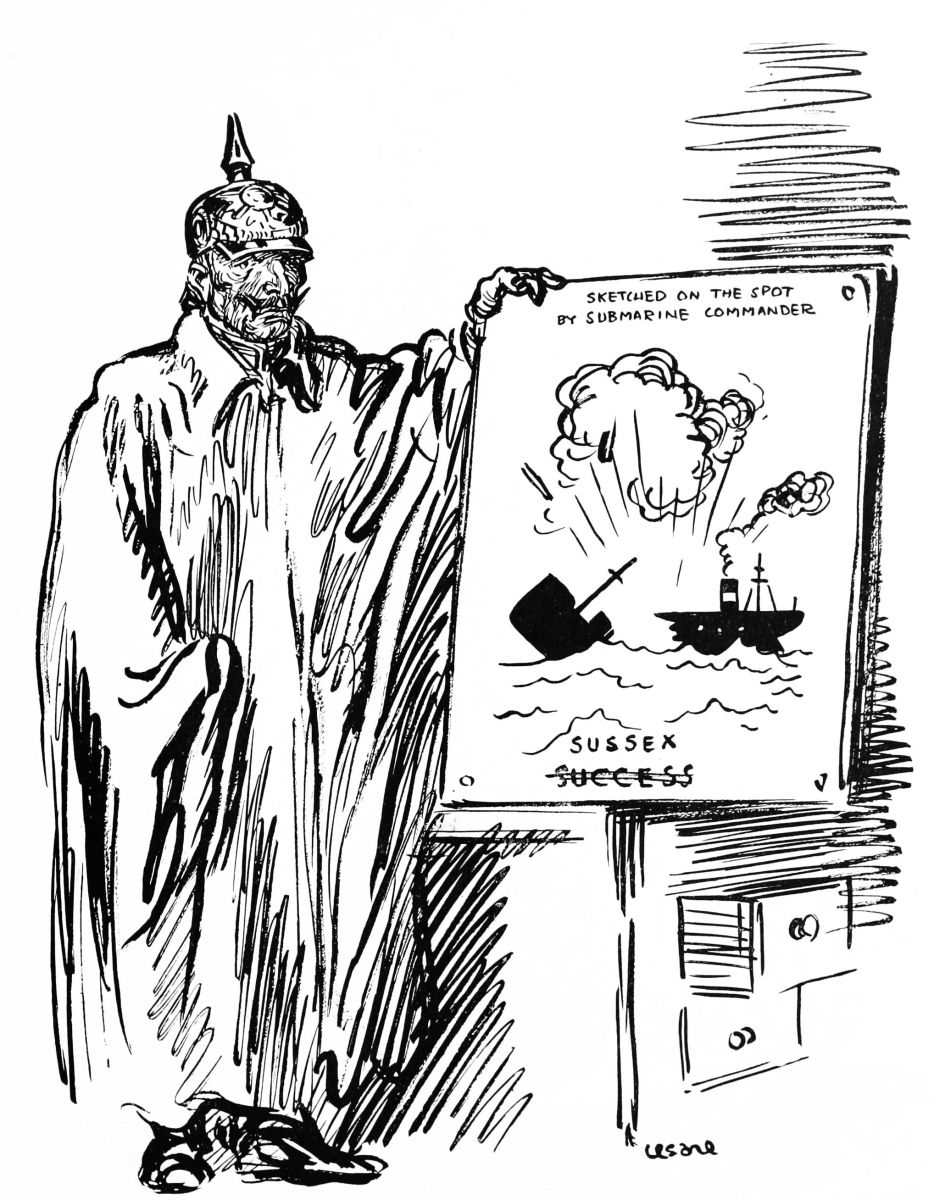 SKETCHED ON THE SPOT
BY SUBMARINE COMMANDER
SUSSEX
SUCCESS
cesare